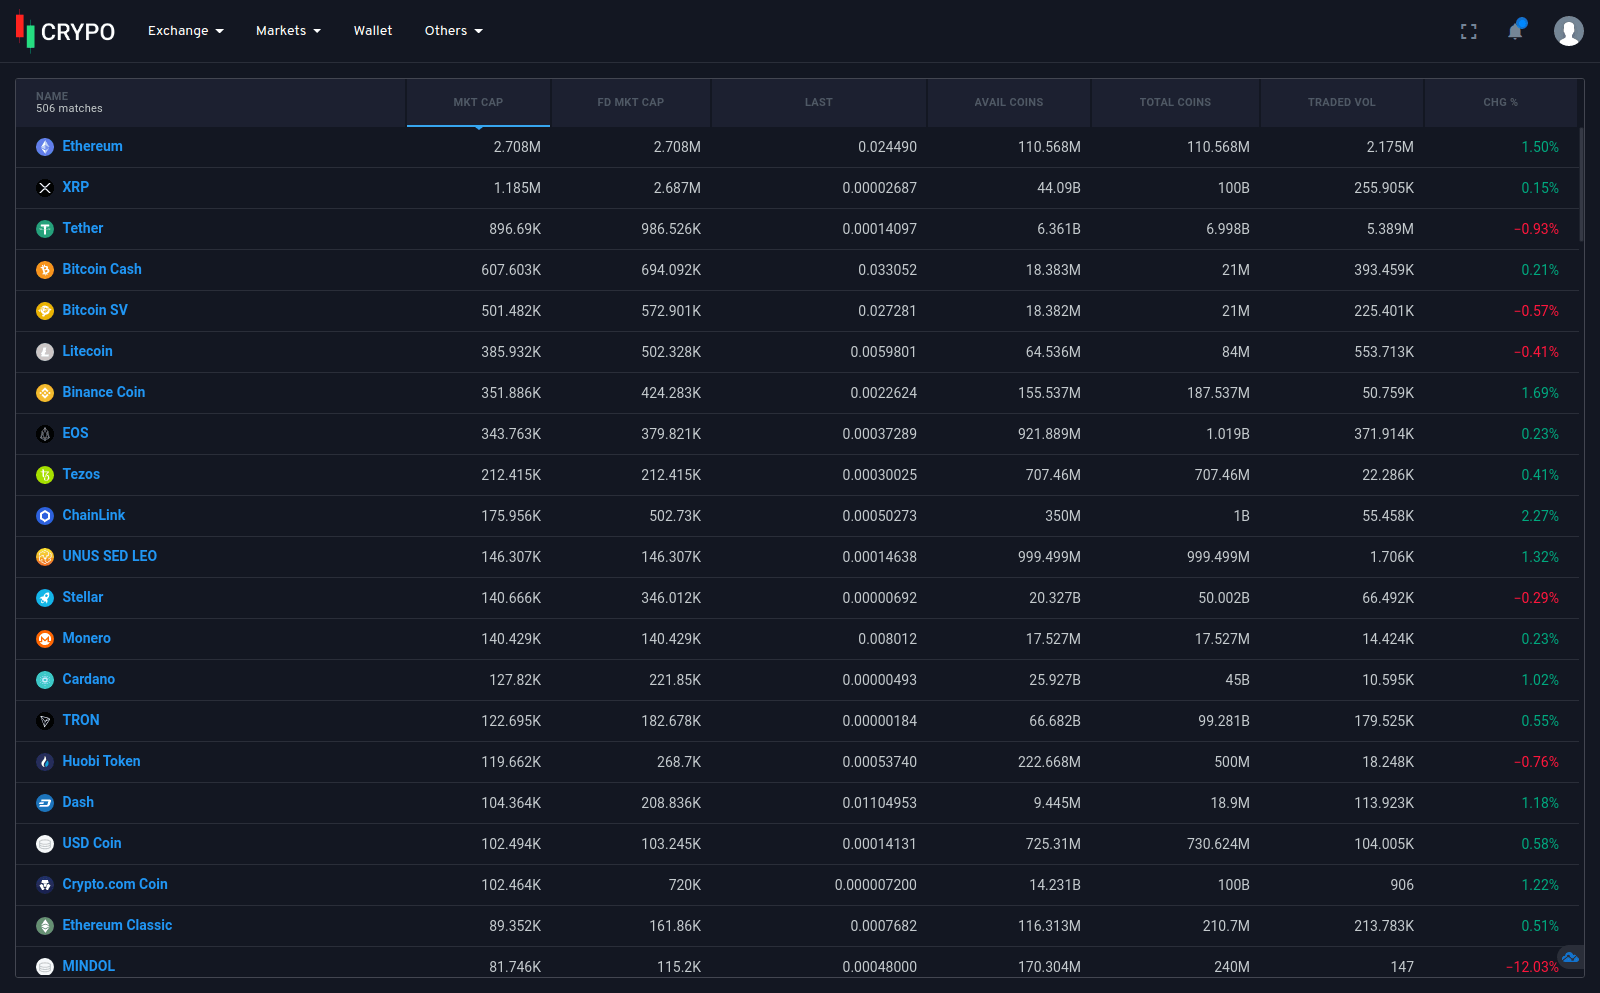 CRYPO Exchange Markets Wallet Others
NAME MKT CAP FD MKT CAP LAST AVAIL COINS TOTAL COINS TRADED VOL CHG %
506 matches
Ethereum 2.708M 2.708M 0.024490 110.568M 110.568M 2.175M 1.50%
XRP 1.185M 2.687M 0.00002687 44.09B 100B 255.905K 0.15%
Tether 896.69K 986.526K 0.00014097 6.361B 6.998B 5.389M −0.93%
Bitcoin Cash 607.603K 694.092K 0.033052 18.383M 21M 393.459K 0.21%
Bitcoin SV 501.482K 572.901K 0.027281 18.382M 21M 225.401K −0.57%
Litecoin 385.932K 502.328K 0.0059801 64.536M 84M 553.713K −0.41%
Binance Coin 351.886K 424.283K 0.0022624 155.537M 187.537M 50.759K 1.69%
EOS 343.763K 379.821K 0.00037289 921.889M 1.019B 371.914K 0.23%
Tezos 212.415K 212.415K 0.00030025 707.46M 707.46M 22.286K 0.41%
ChainLink 175.956K 502.73K 0.00050273 350M 1B 55.458K 2.27%
UNUS SED LEO 146.307K 146.307K 0.00014638 999.499M 999.499M 1.706K 1.32%
Stellar 140.666K 346.012K 0.00000692 20.327B 50.002B 66.492K −0.29%
Monero 140.429K 140.429K 0.008012 17.527M 17.527M 14.424K 0.23%
Cardano 127.82K 221.85K 0.00000493 25.927B 45B 10.595K 1.02%
TRON 122.695K 182.678K 0.00000184 66.682B 99.281B 179.525K 0.55%
Huobi Token 119.662K 268.7K 0.00053740 222.668M 500M 18.248K −0.76%
Dash 104.364K 208.836K 0.01104953 9.445M 18.9M 113.923K 1.18%
USD Coin 102.494K 103.245K 0.00014131 725.31M 730.624M 104.005K 0.58%
Crypto.com Coin 102.464K 720K 0.000007200 14.231B 100B 906 1.22%
Ethereum Classic 89.352K 161.86K 0.0007682 116.313M 210.7M 213.783K 0.51%
MINDOL 81.746K 115.2K 0.00048000 170.304M 240M 147 −12.03%